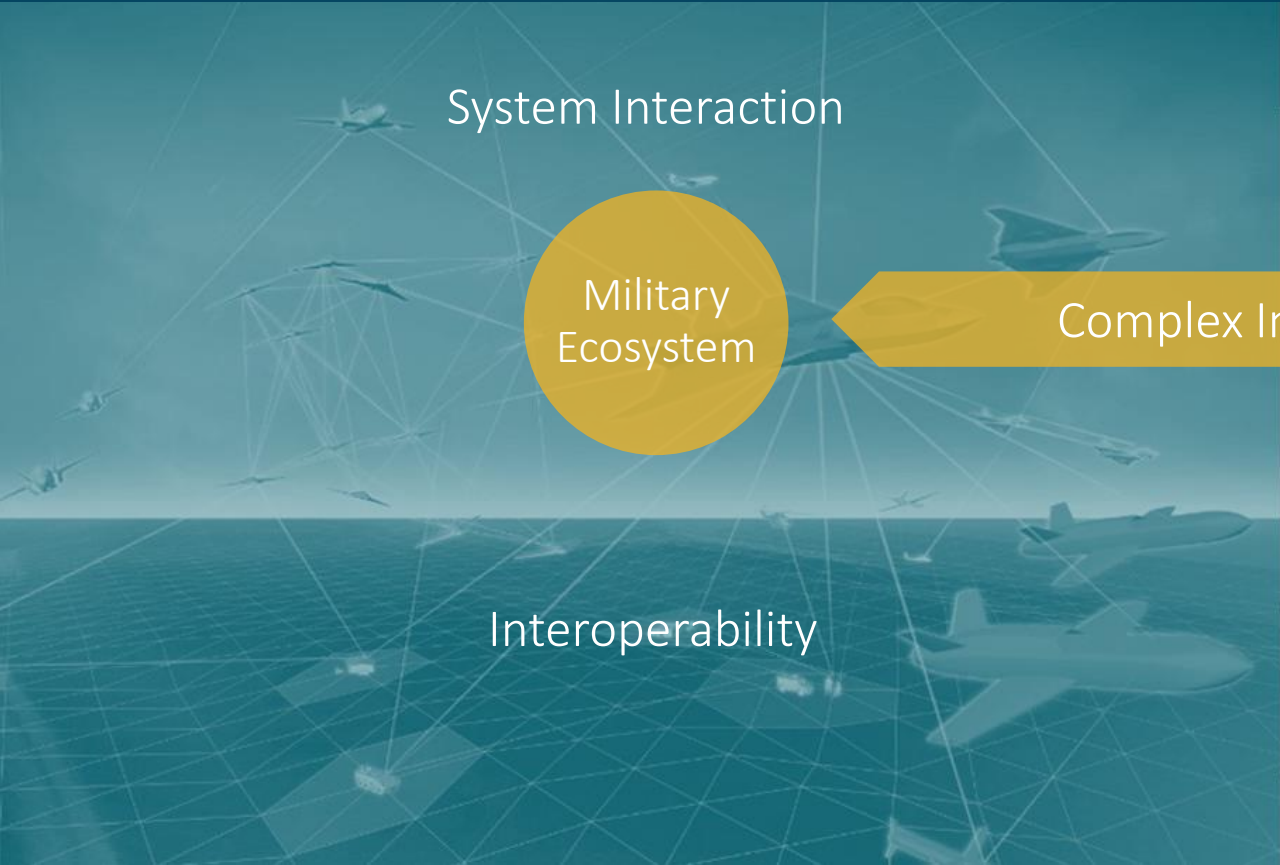 System Interaction
Military
Ecosystem
Complex
Interoperability